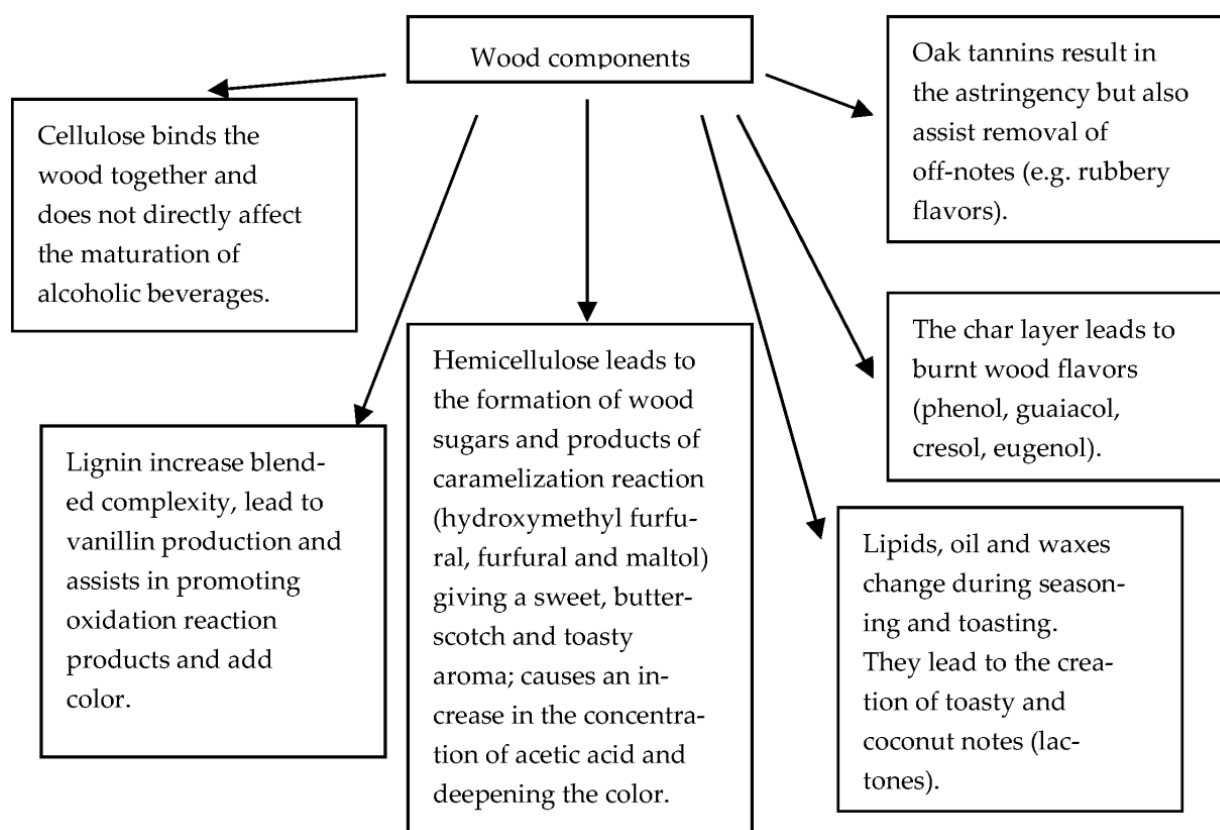 Wood components
Cellulose binds the
wood together and
does not directly affect
the maturation of
alcoholic beverages.
Lignin increase blend-
ed complexity, lead to
vanillin production and
assists in promoting
oxidation reaction
products and add
color.
Hemicellulose leads to
the formation of wood
sugars and products of
caramelization reaction
(hydroxymethyl furfu-
ral, furfural and maltol)
giving a sweet, butter-
scotch and toasty
aroma; causes an in-
crease in the concentra-
tion of acetic acid and
deepening the color.
Lipids, oil and waxes
change during season-
ing and toasting.
They lead to the crea-
tion of toasty and
coconut notes (lac-
tones).
The char layer leads to
burnt wood flavors
(phenol, guaiacol,
cresol, eugenol).
Oak tannins result in
the astringency but also
assist removal of
off-notes (e.g. rubbery
flavors).